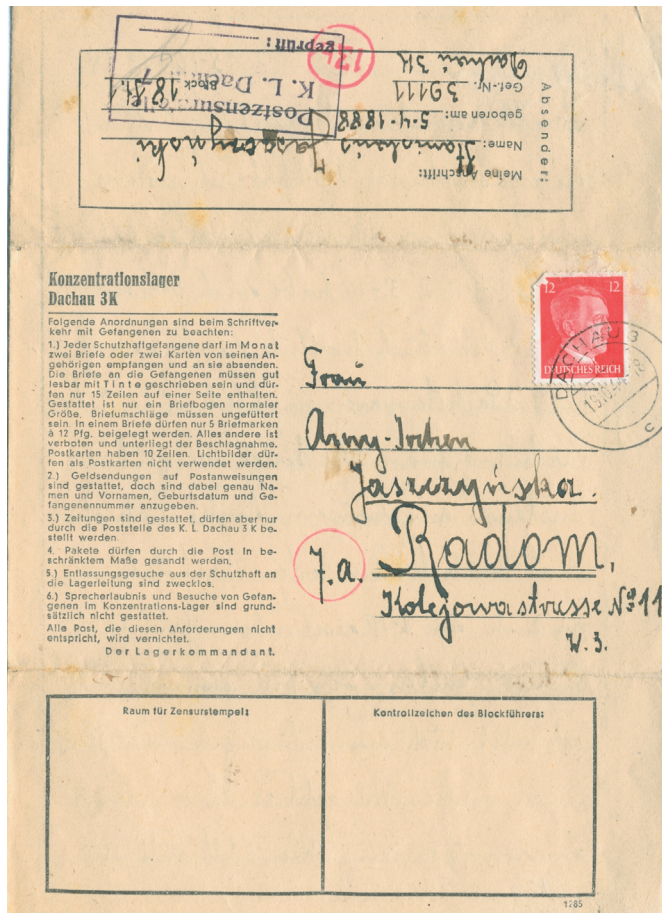 Absender:
Meine Anschrift:
Name: Stanislaus Jaszczyński
geboren am: 5-4-1888
Gef.-Nr. 39111
Block 18 St. 1
Dachau 3K
Postzensurstelle
K. L. Dachau
geprüft:
124
Konzentrationslager
Dachau 3K
Folgende Anordnungen sind beim Schriftver-
kehr mit Gefangenen zu beachten:
1.) Jeder Schutzhaftgefangene darf im Monat
zwei Briefe oder zwei Karten von seinen An-
gehörigen empfangen und an sie absenden.
Die Briefe an die Gefangenen müssen gut
lesbar mit Tinte geschrieben sein und dür-
fen nur 15 Zeilen auf einer Seite enthalten.
Gestattet ist nur ein Briefbogen normaler
Größe. Briefumschläge müssen ungefüttert
sein. In einem Briefe dürfen nur 5 Briefmarken
à 12 Pfg. beigelegt werden. Alles andere ist
verboten und unterliegt der Beschlagnahme.
Postkarten haben 10 Zeilen. Lichtbilder dür-
fen als Postkarten nicht verwendet werden.
2.) Geldsendungen auf Postanweisungen
sind gestattet, doch sind dabei genau Na-
men und Vornamen, Geburtsdatum und Ge-
fangenennummer anzugeben.
3.) Zeitungen sind gestattet, dürfen aber nur
durch die Poststelle des K. L. Dachau 3 K be-
stellt werden
4. Pakete dürfen durch die Post in be-
schränktem Maße gesandt werden.
5.) Entlassungsgesuche aus der Schutzhaft an
die Lagerleitung sind zwecklos.
6.) Sprecherlaubnis und Besuche von Gefan-
genen im Konzentrations-Lager sind grund-
sätzlich nicht gestattet.
Alle Post, die diesen Anforderungen nicht
entspricht, wird vernichtet.
Der Lagerkommandant.
12 12
DEUTSCHES REICH
DACHAU 3
c
Frau
Jaszczyńska.
7.a. Radom,
Kolejowa strasse №11
W. 3.
Raum für Zensurstempel:
Kontrollzeichen des Blockführers:
1285